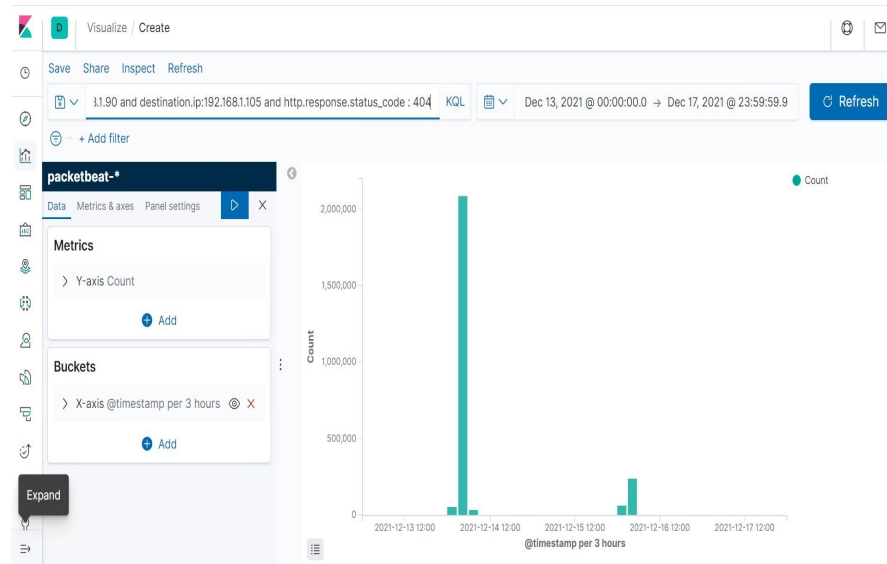 D Visualize / Create
Save Share Inspect Refresh
3.1.90 and destination.ip:192.168.1.105 and http.response.status_code : 404 KQL Dec 13, 2021 @ 00:00:00.0 → Dec 17, 2021 @ 23:59:59.9 Refresh
+ Add filter
packetbeat-*
Data Metrics & axes Panel settings
Metrics
Y-axis Count
Add
Buckets
X-axis @timestamp per 3 hours
Add
Expand
Count
2,000,000
1,500,000
1,000,000
500,000
0
Count
2021-12-13 12:00 2021-12-14 12:00 2021-12-15 12:00 2021-12-16 12:00 2021-12-17 12:00
@timestamp per 3 hours